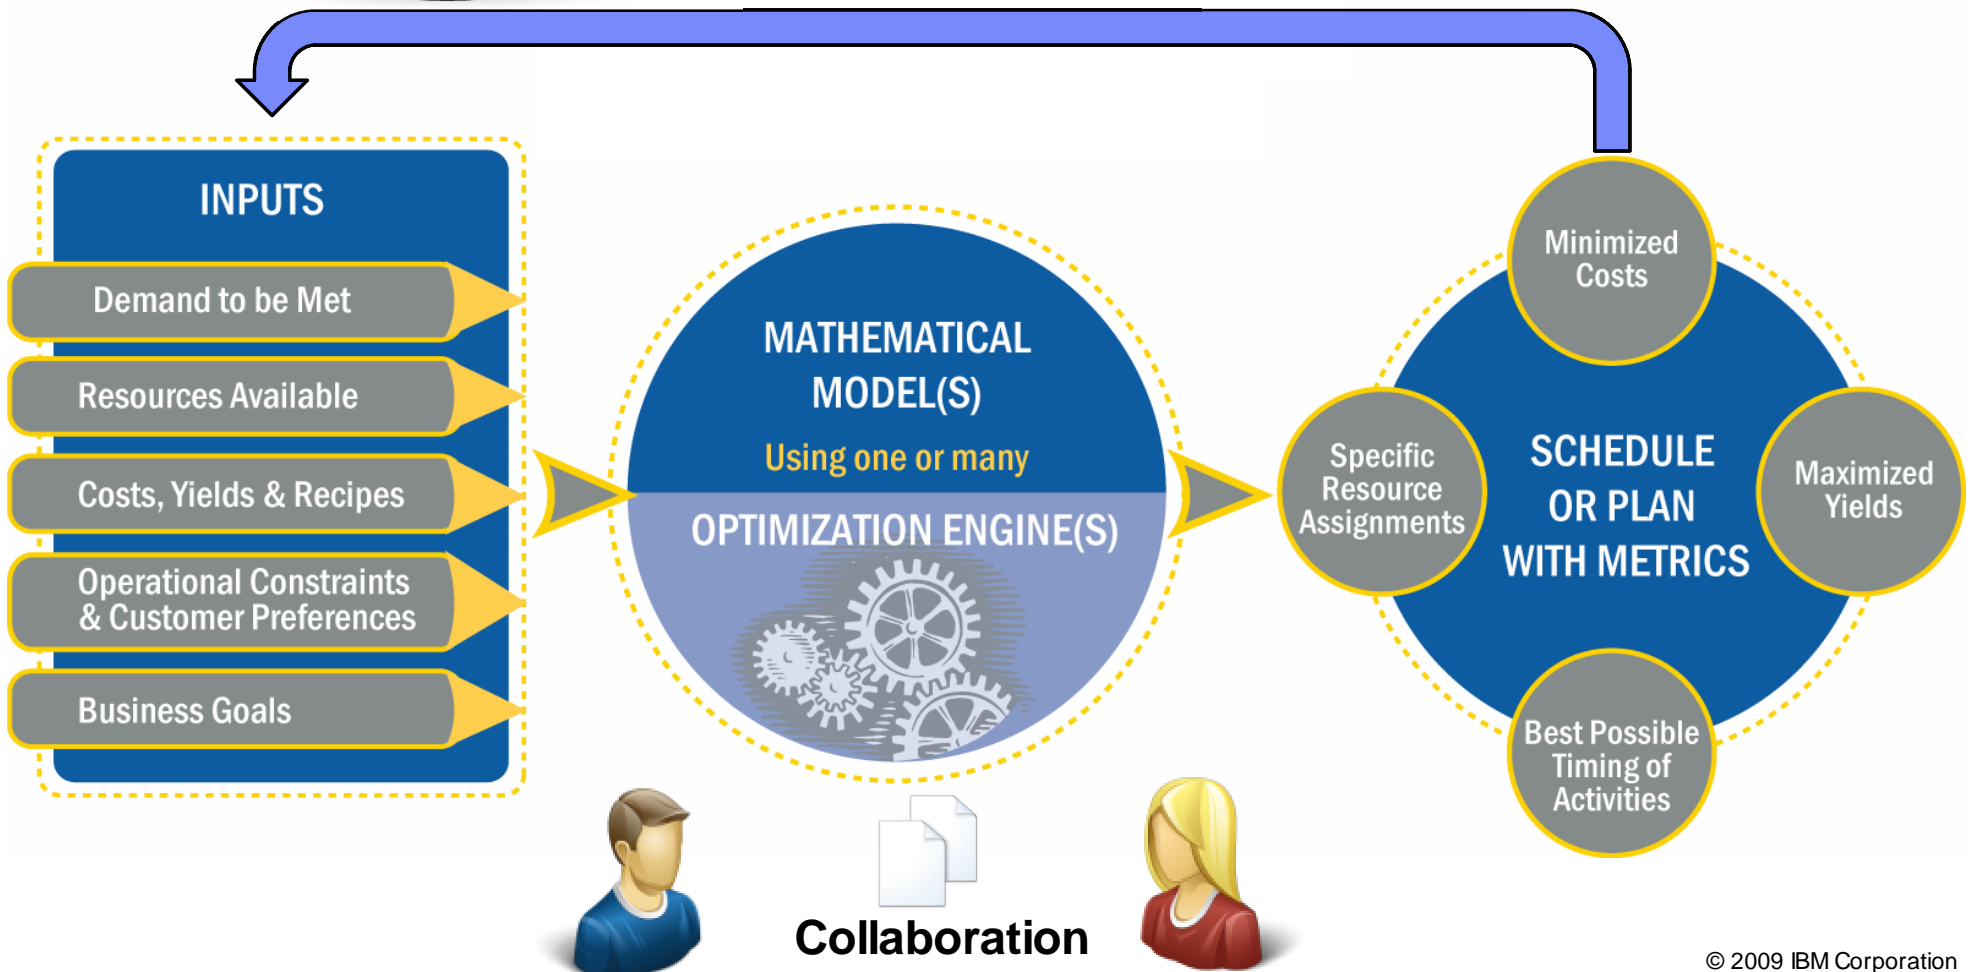 INPUTS
Demand to be Met
Resources Available
Costs, Yields & Recipes
Operational Constraints
& Customer Preferences
Business Goals
MATHEMATICAL
MODEL(S)
Using one or many
OPTIMIZATION ENGINE(S)
Minimized
Costs
Specific
Resource
Assignments
SCHEDULE
OR PLAN
WITH METRICS
Maximized
Yields
Best Possible
Timing of
Activities
Collaboration
© 2009 IBM Corporation